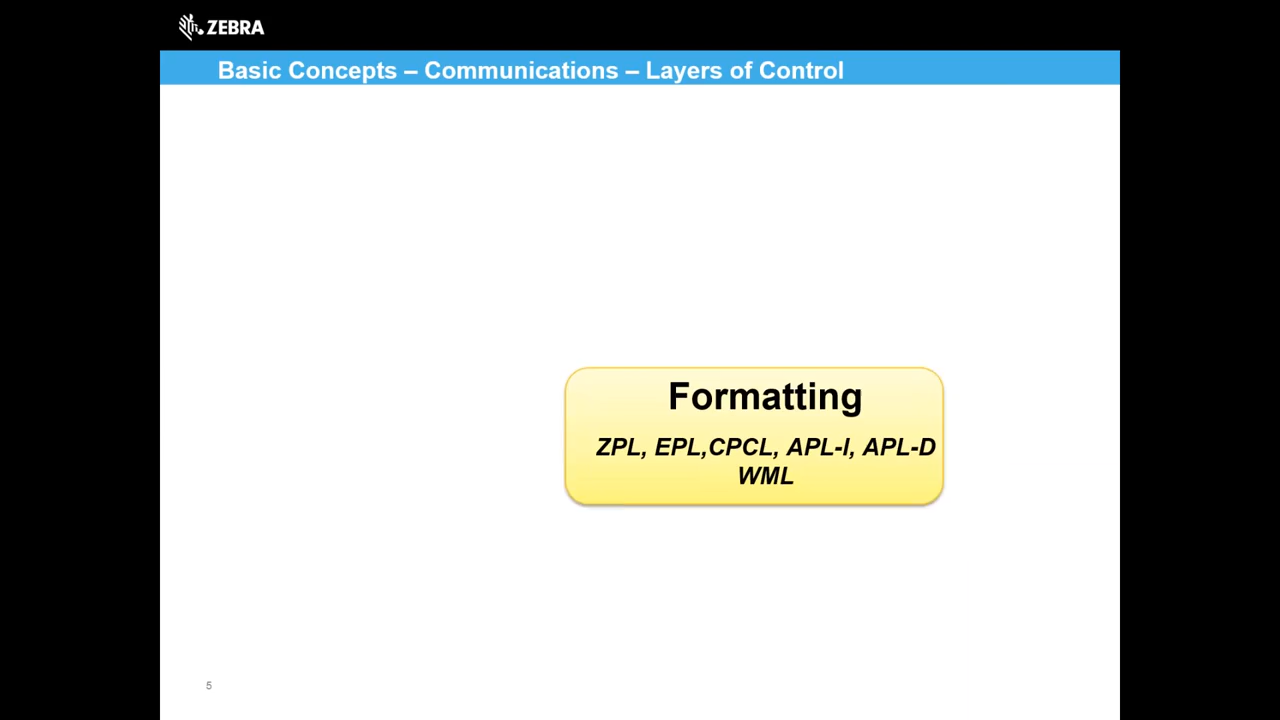 ZEBRA
Basic Concepts – Communications – Layers of Control
Formatting
ZPL, EPL,CPCL, APL-I, APL-D
WML
5